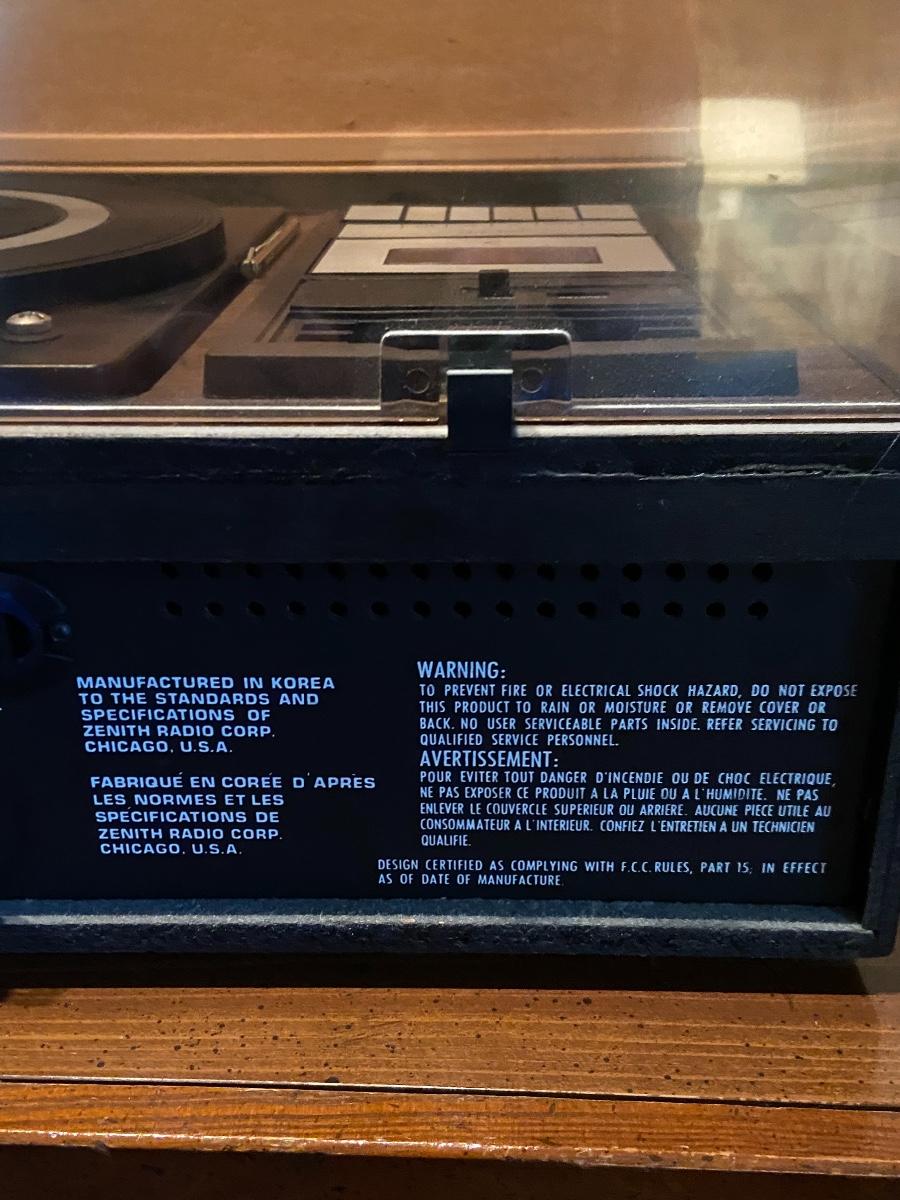 MANUFACTURED IN KOREA
TO THE STANDARDS AND
SPECIFICATIONS OF
ZENITH RADIO CORP.
CHICAGO, U.S.A.
FABRIQUÉ EN CORÉE D'APRÉS
LES NORMES ET LES
SPÉCIFICATIONS DE
ZENITH RADIO CORP.
CHICAGO, U.S.A.
WARNING:
TO PREVENT FIRE OR ELECTRICAL SHOCK HAZARD, DO NOT EXPOSE
THIS PRODUCT TO RAIN OR MOISTURE OR REMOVE COVER OR
BACK. NO USER SERVICEABLE PARTS INSIDE. REFER SERVICING TO
QUALIFIED SERVICE PERSONNEL.
AVERTISSEMENT:
POUR EVITER TOUT DANGER D'INCENDIE OU DE CHOC ELECTRIQUE,
NE PAS EXPOSER CE PRODUIT A LA PLUIE OU A L'HUMIDITE. NE PAS
ENLEVER LE COUVERCLE SUPERIEUR OU ARRIERE. AUCUNE PIECE UTILE AU
CONSOMMATEUR A L'INTERIEUR. CONFIEZ L'ENTRETIEN A UN TECHNICIEN
QUALIFIE.
DESIGN CERTIFIED AS COMPLYING WITH F.C.C. RULES, PART 15; IN EFFECT
AS OF DATE OF MANUFACTURE.